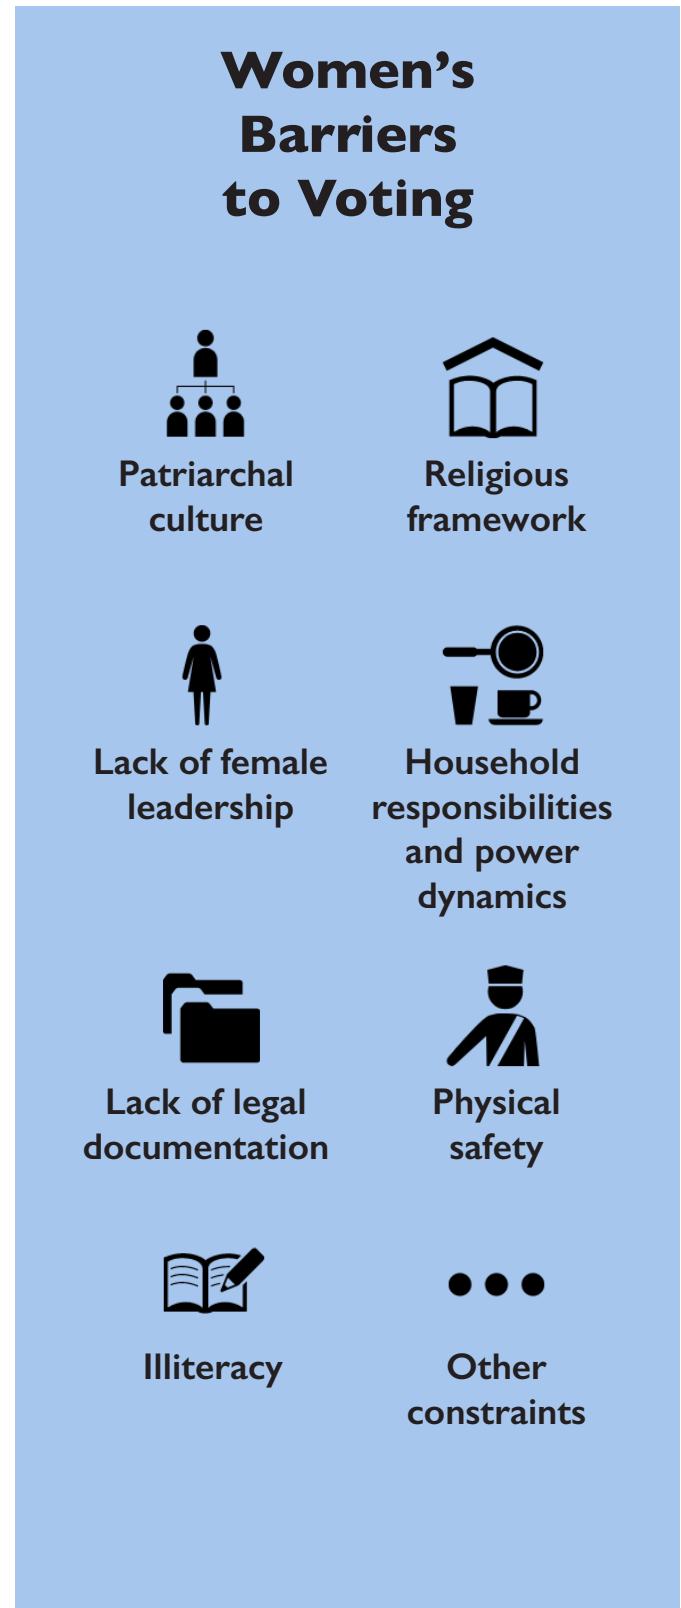 Women’s
Barriers
to Voting
Patriarchal
culture
Religious
framework
Lack of female
leadership
Household
responsibilities
and power
dynamics
Lack of legal
documentation
Physical
safety
Illiteracy
Other
constraints